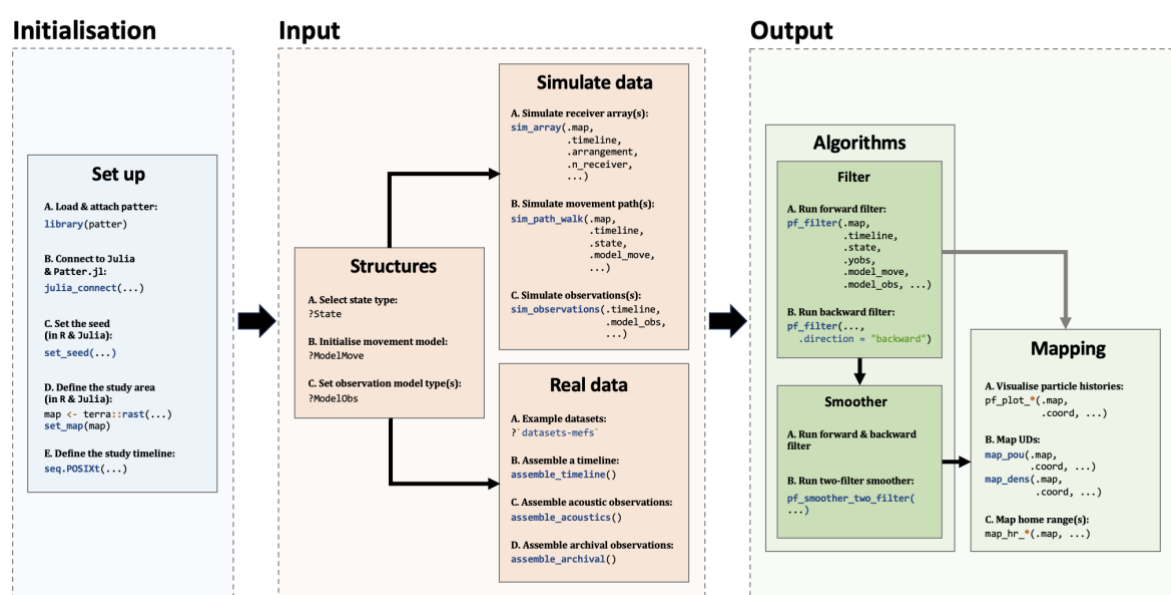 Initialisation
Set up
A. Load & attach patter:
library(patter)
B. Connect to Julia
& Patter.jl:
julia_connect(...)
C. Set the seed
(in R & Julia):
set_seed(...)
D. Define the study area
(in R & Julia):
map <- terra::rast(...)
set_map(map)
E. Define the study timeline:
seq.POSIXt(...)
Input
Structures
A. Select state type:
?State
B. Initialise movement model:
?ModelMove
C. Set observation model type(s):
?ModelObs
Simulate data
A. Simulate receiver array(s):
sim_array(.map,
.timeline,
.arrangement,
.n_receiver,
...)
B. Simulate movement path(s):
sim_path_walk(.map,
.timeline,
.state,
.model_move,
...)
C. Simulate observations(s):
sim_observations(.timeline,
.model_obs,
...)
Real data
A. Example datasets:
?`datasets-mefs`
B. Assemble a timeline:
assemble_timeline()
C. Assemble acoustic observations:
assemble_acoustics()
D. Assemble archival observations:
assemble_archival()
Output
Algorithms
Filter
A. Run forward filter:
pf_filter(.map,
.timeline,
.state,
.yobs,
.model_move,
.model_obs, ...)
B. Run backward filter:
pf_filter(...,
.direction = "backward")
Smoother
A. Run forward & backward
filter
B. Run two-filter smoother:
pf_smoother_two_filter(
...)
Mapping
A. Visualise particle histories:
pf_plot_*(.map,
.coord, ...)
B. Map UDs:
map_pou(.map,
.coord, ...)
map_dens(.map,
.coord, ...)
C. Map home range(s):
map_hr_*(.map, ...)